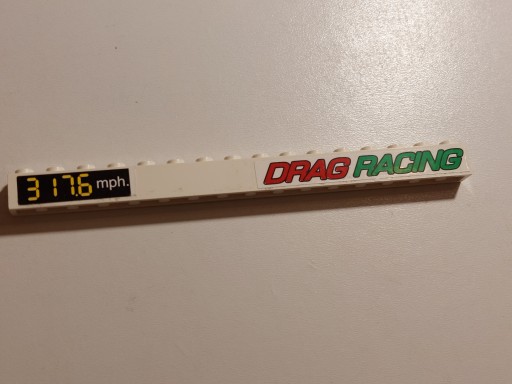 317.6 mph. DRAG RACING